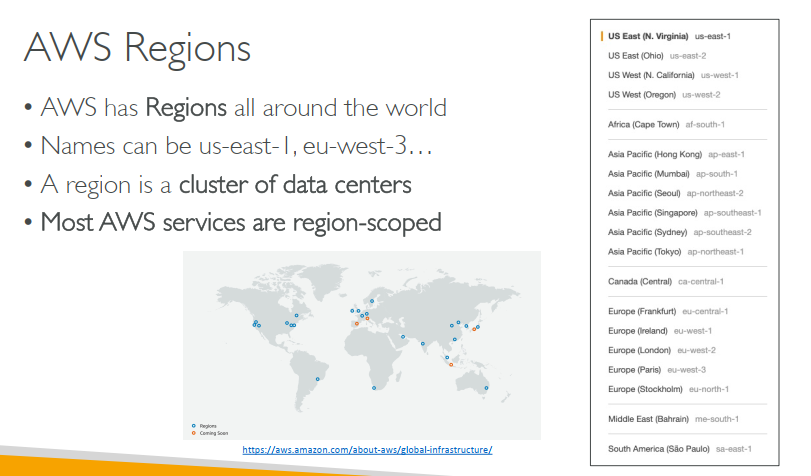 AWS Regions
• AWS has Regions all around the world
• Names can be us-east-1, eu-west-3…
• A region is a cluster of data centers
• Most AWS services are region-scoped
Regions
Coming Soon
https://aws.amazon.com/about-aws/global-infrastructure/
US East (N. Virginia) us-east-1
US East (Ohio) us-east-2
US West (N. California) us-west-1
US West (Oregon) us-west-2
Africa (Cape Town) af-south-1
Asia Pacific (Hong Kong) ap-east-1
Asia Pacific (Mumbai) ap-south-1
Asia Pacific (Seoul) ap-northeast-2
Asia Pacific (Singapore) ap-southeast-1
Asia Pacific (Sydney) ap-southeast-2
Asia Pacific (Tokyo) ap-northeast-1
Canada (Central) ca-central-1
Europe (Frankfurt) eu-central-1
Europe (Ireland) eu-west-1
Europe (London) eu-west-2
Europe (Paris) eu-west-3
Europe (Stockholm) eu-north-1
Middle East (Bahrain) me-south-1
South America (São Paulo) sa-east-1